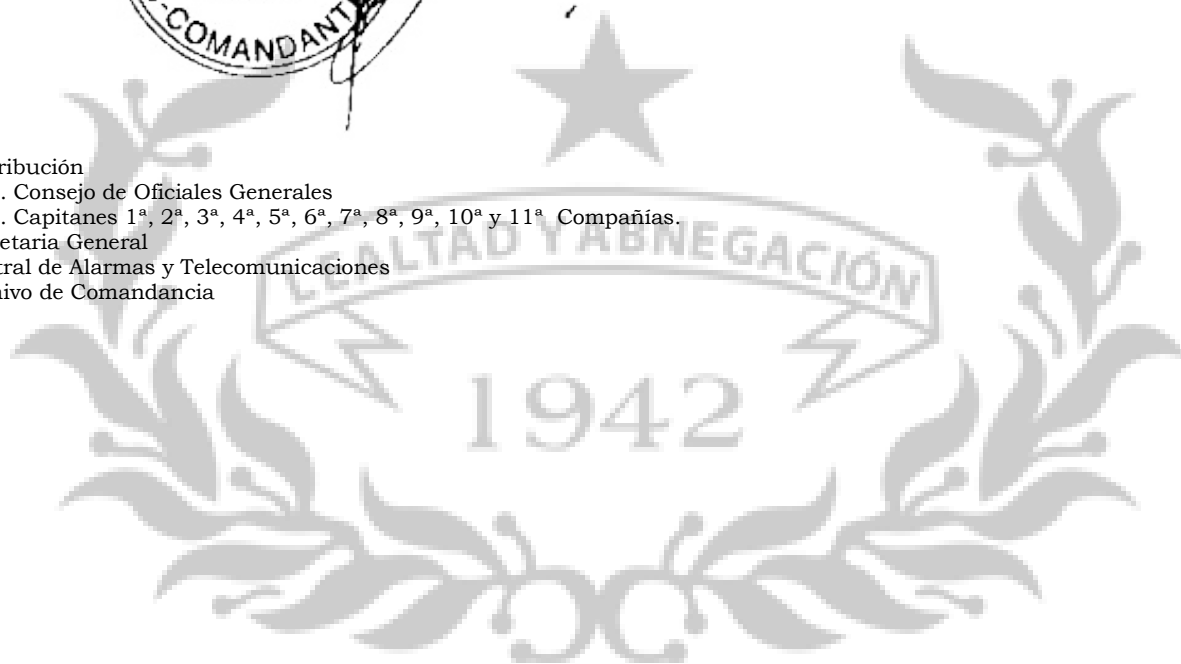 COMANDANT
ribución
. Consejo de Oficiales Generales
. Capitanes 1ª, 2ª, 3ª, 4ª, 5ª, 6ª, 7ª, 8ª, 9ª, 10ª y 11ª Compañías.
etaria General
tral de Alarmas y Telecomunicaciones
ivo de Comandancia
LEALTAD Y ABNEGACIÓN
1942